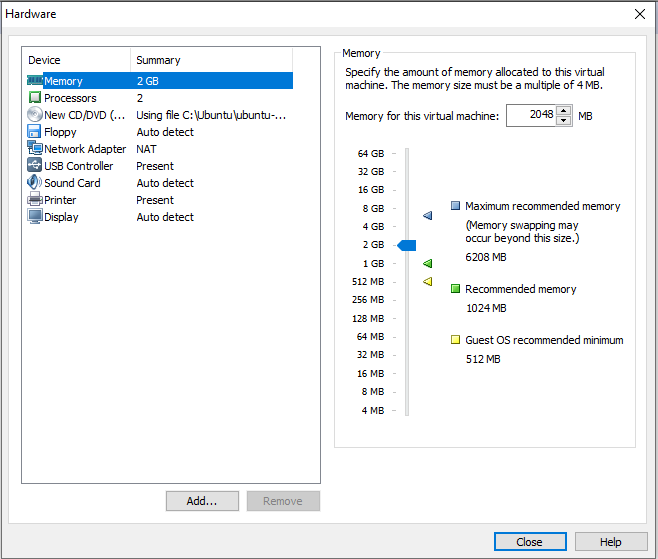 Hardware
Device Summary
Memory 2 GB
Processors 2
New CD/DVD (... Using file C:\Ubuntu\ubuntu-...
Floppy Auto detect
Network Adapter NAT
USB Controller Present
Sound Card Auto detect
Printer Present
Display Auto detect
Add... Remove
Memory
Specify the amount of memory allocated to this virtual
machine. The memory size must be a multiple of 4 MB.
Memory for this virtual machine: 2048 MB
64 GB
32 GB
16 GB
8 GB
4 GB
2 GB
1 GB
512 MB
256 MB
128 MB
64 MB
32 MB
16 MB
8 MB
4 MB
Maximum recommended memory
(Memory swapping may
occur beyond this size.)
6208 MB
Recommended memory
1024 MB
Guest OS recommended minimum
512 MB
Close Help